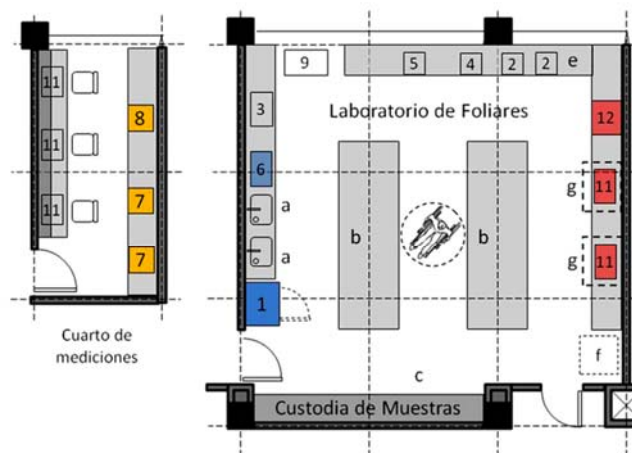 11
8
11
7
11
7
Cuarto de
mediciones
9
5
4
2
2
e
3
Laboratorio de Foliares
12
6
g
11
a
b
b
a
g
11
1
f
c
Custodia de Muestras